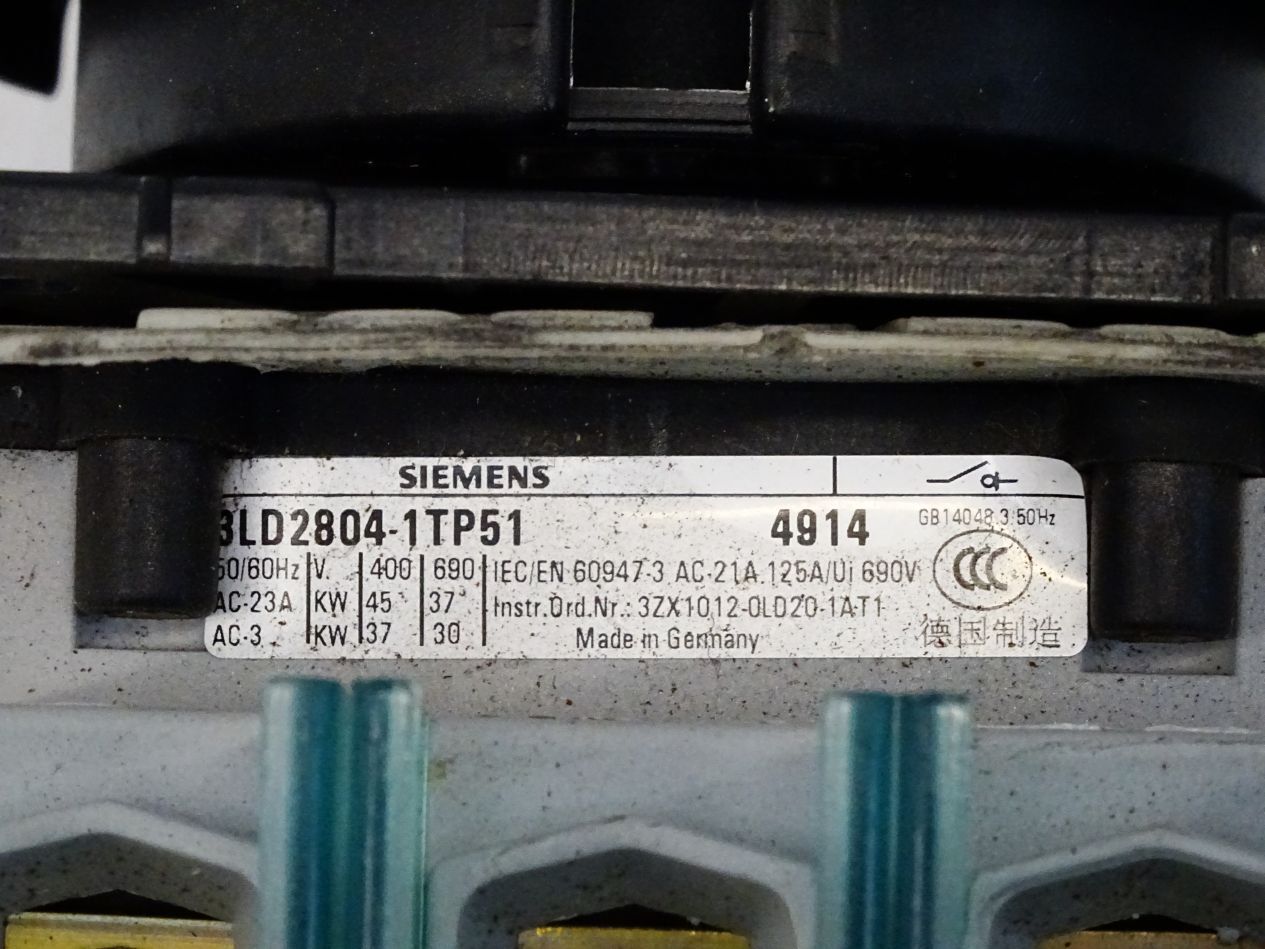 SIEMENS
3LD2804-1TP51 4914 GB14048.3/50Hz
50/60Hz V. 400 690 IEC/EN 60947-3 AC-21A 125A/Ui 690V CCC
AC-23A KW 45 37 Instr.Ord.Nr.: 3ZX1012-0LD20-1AT1
AC-3 KW 37 30 Made in Germany 德国制造